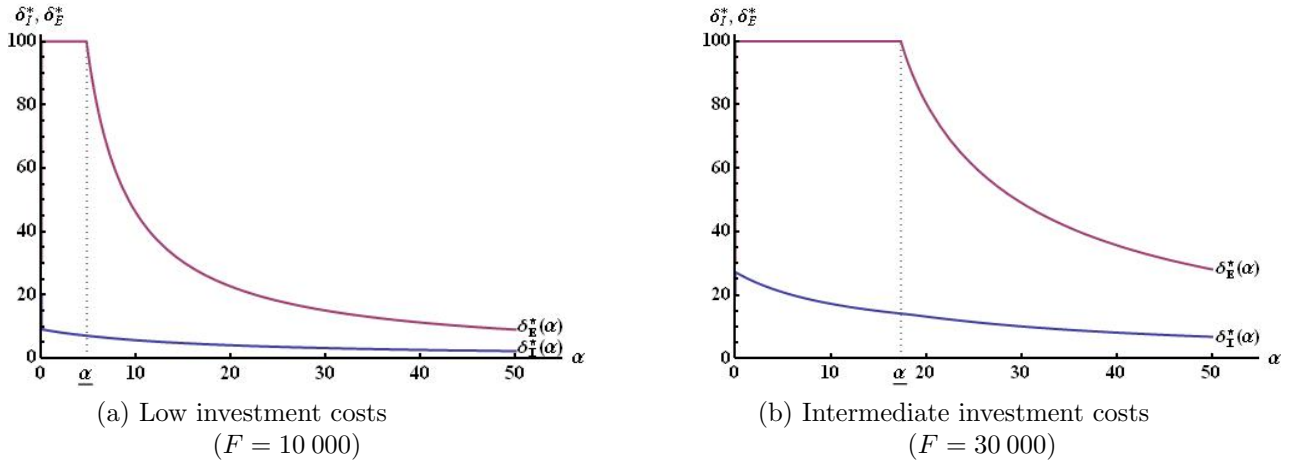 δ*_I, δ*_E
100
80
60
40
20
0
δ*_E(α)
δ*_I(α)
α
0 α 10 20 30 40 50
(a) Low investment costs
(F = 10 000)
δ*_I, δ*_E
100
80
60
40
20
0
δ*_E(α)
δ*_I(α)
α
0 10 α 20 30 40 50
(b) Intermediate investment costs
(F = 30 000)